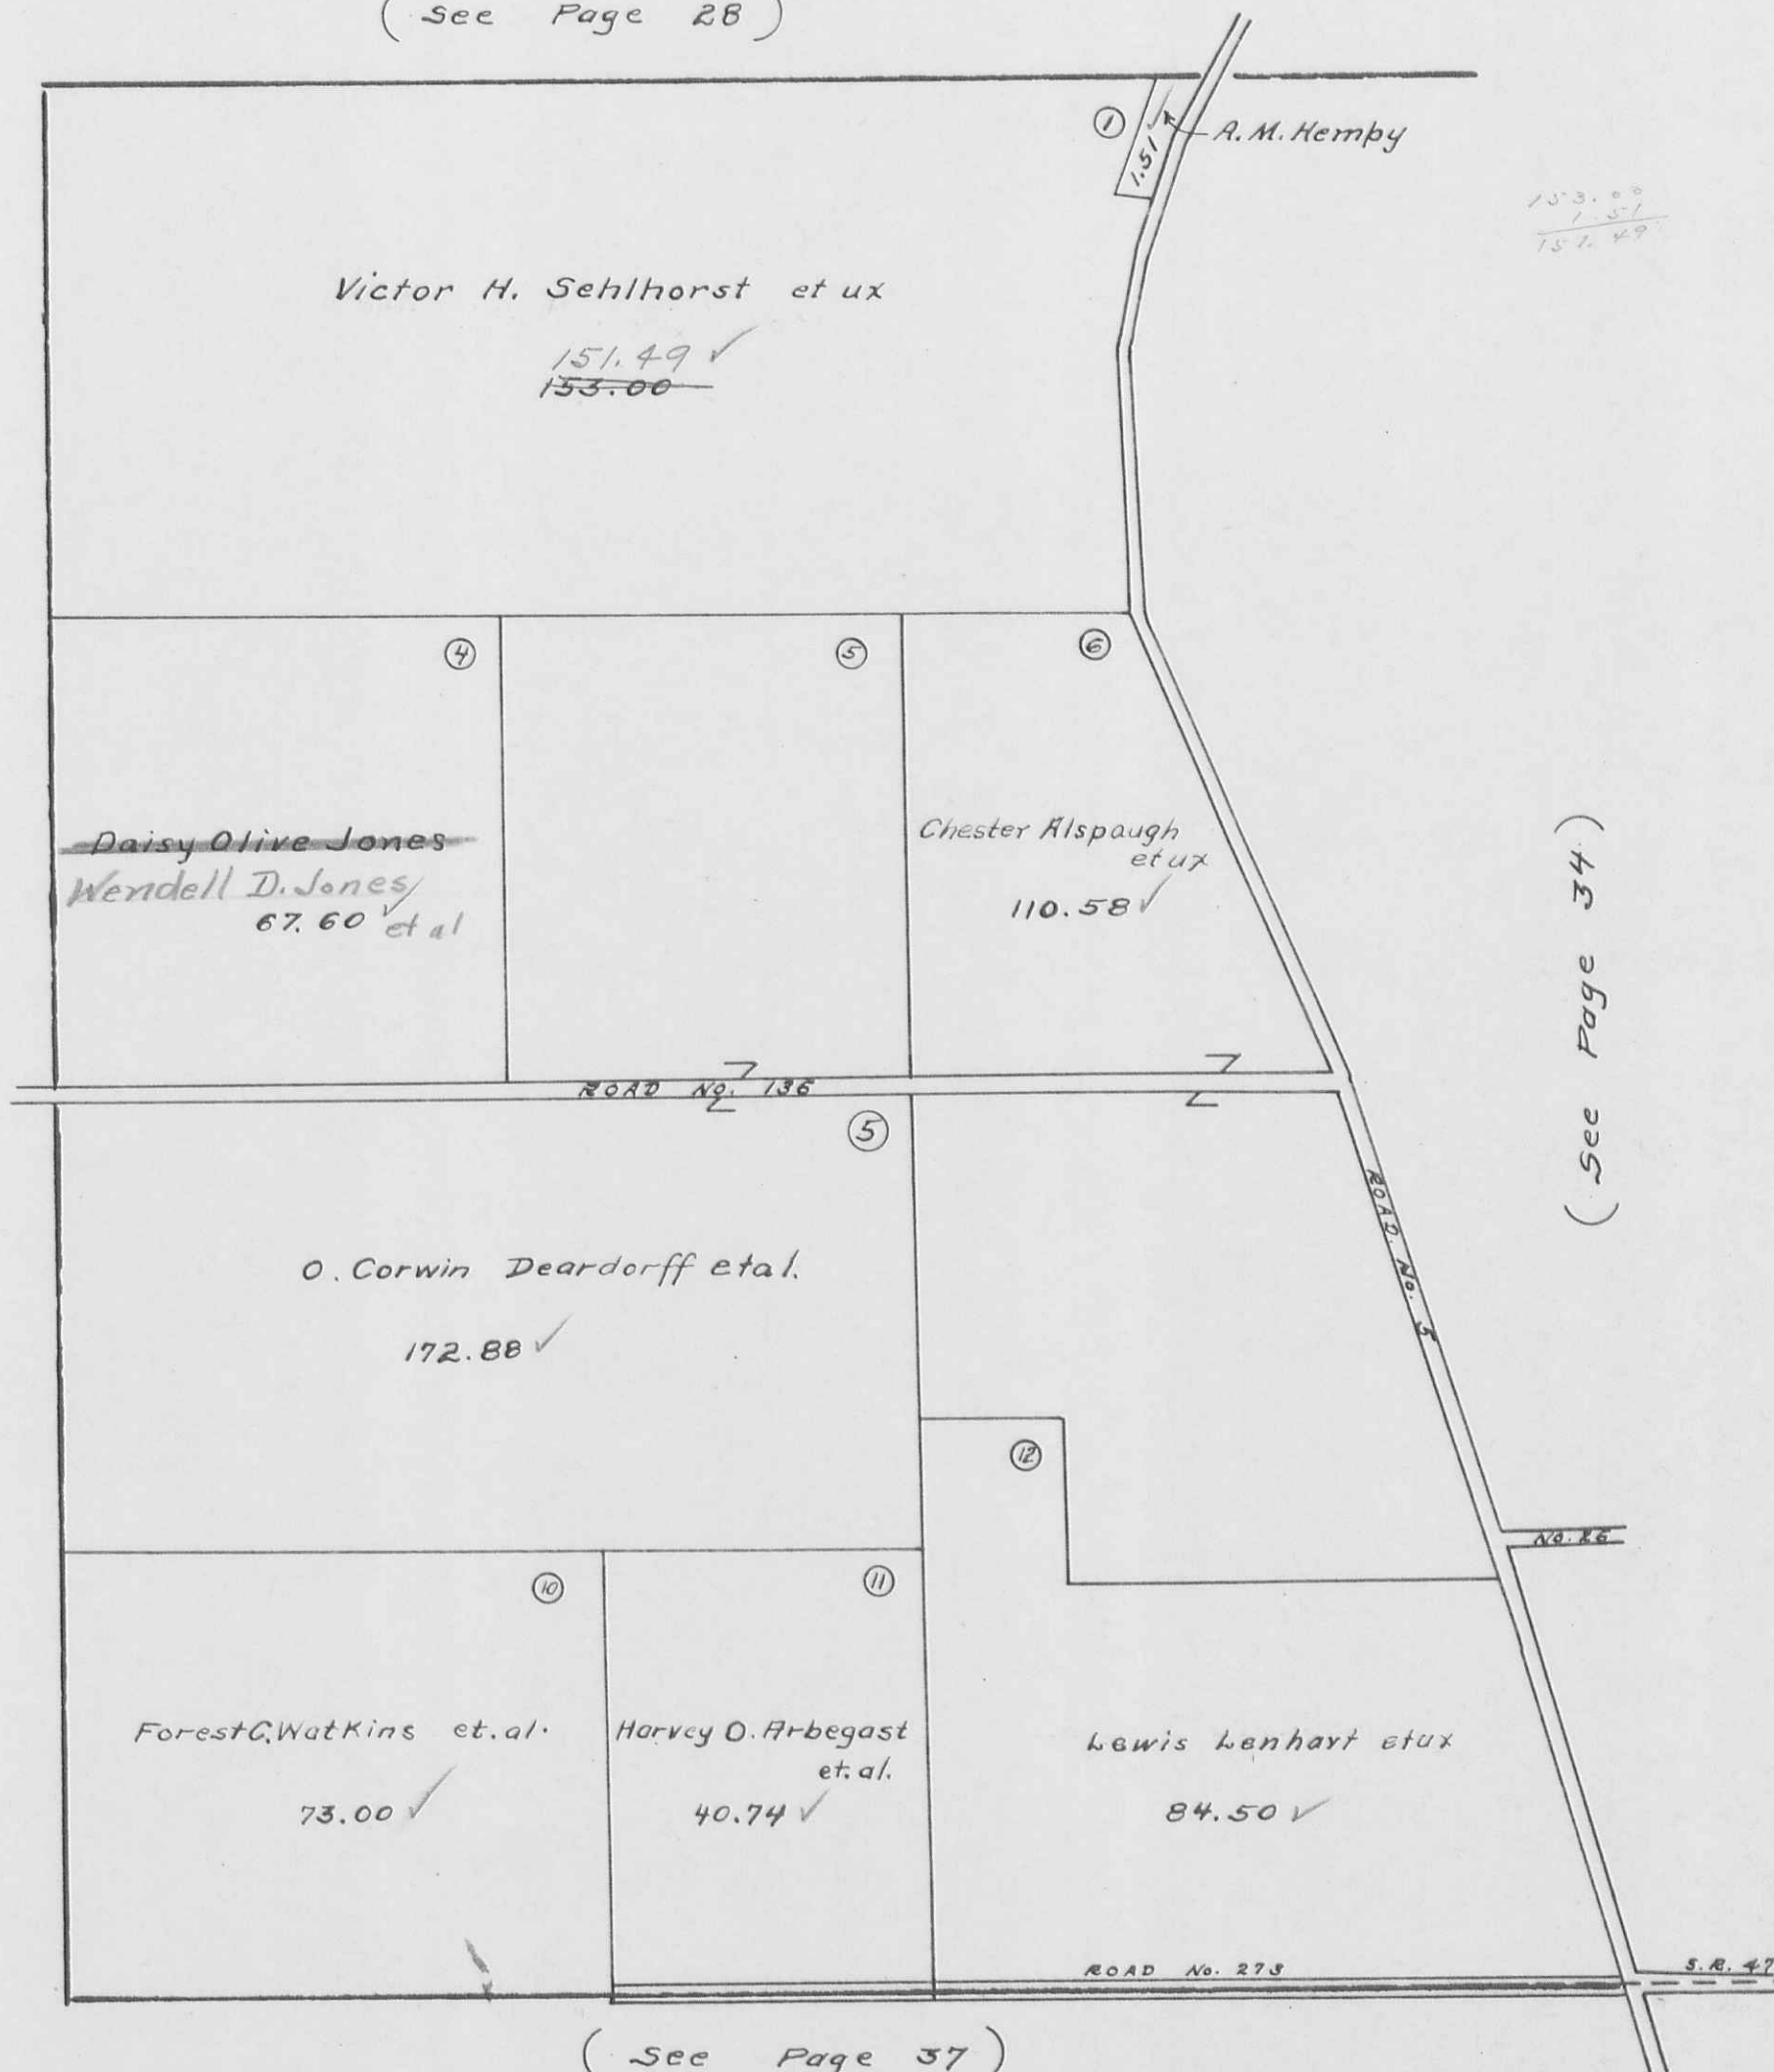 ( See Page 28 )
① A. M. Hempy
1.51
153.00
1.51
151.49
Victor H. Sehlhorst et ux
151.49 ✓
153.00
④
⑤
⑥
Daisy Olive Jones
Wendell D. Jones
67.60 ✓ et al
Chester Alspaugh
et ux
110.58 ✓
( See Page 34 )
ROAD No. 136
⑤
O. Corwin Deardorff et al.
172.88 ✓
ROAD No. 5
⑫
No. 26
⑩
⑪
Forest C. Watkins et. al.
73.00 ✓
Harvey O. Arbegast
et. al.
40.74 ✓
Lewis Lenhart et ux
84.50 ✓
ROAD No. 273
S. R. 47
( See Page 37 )